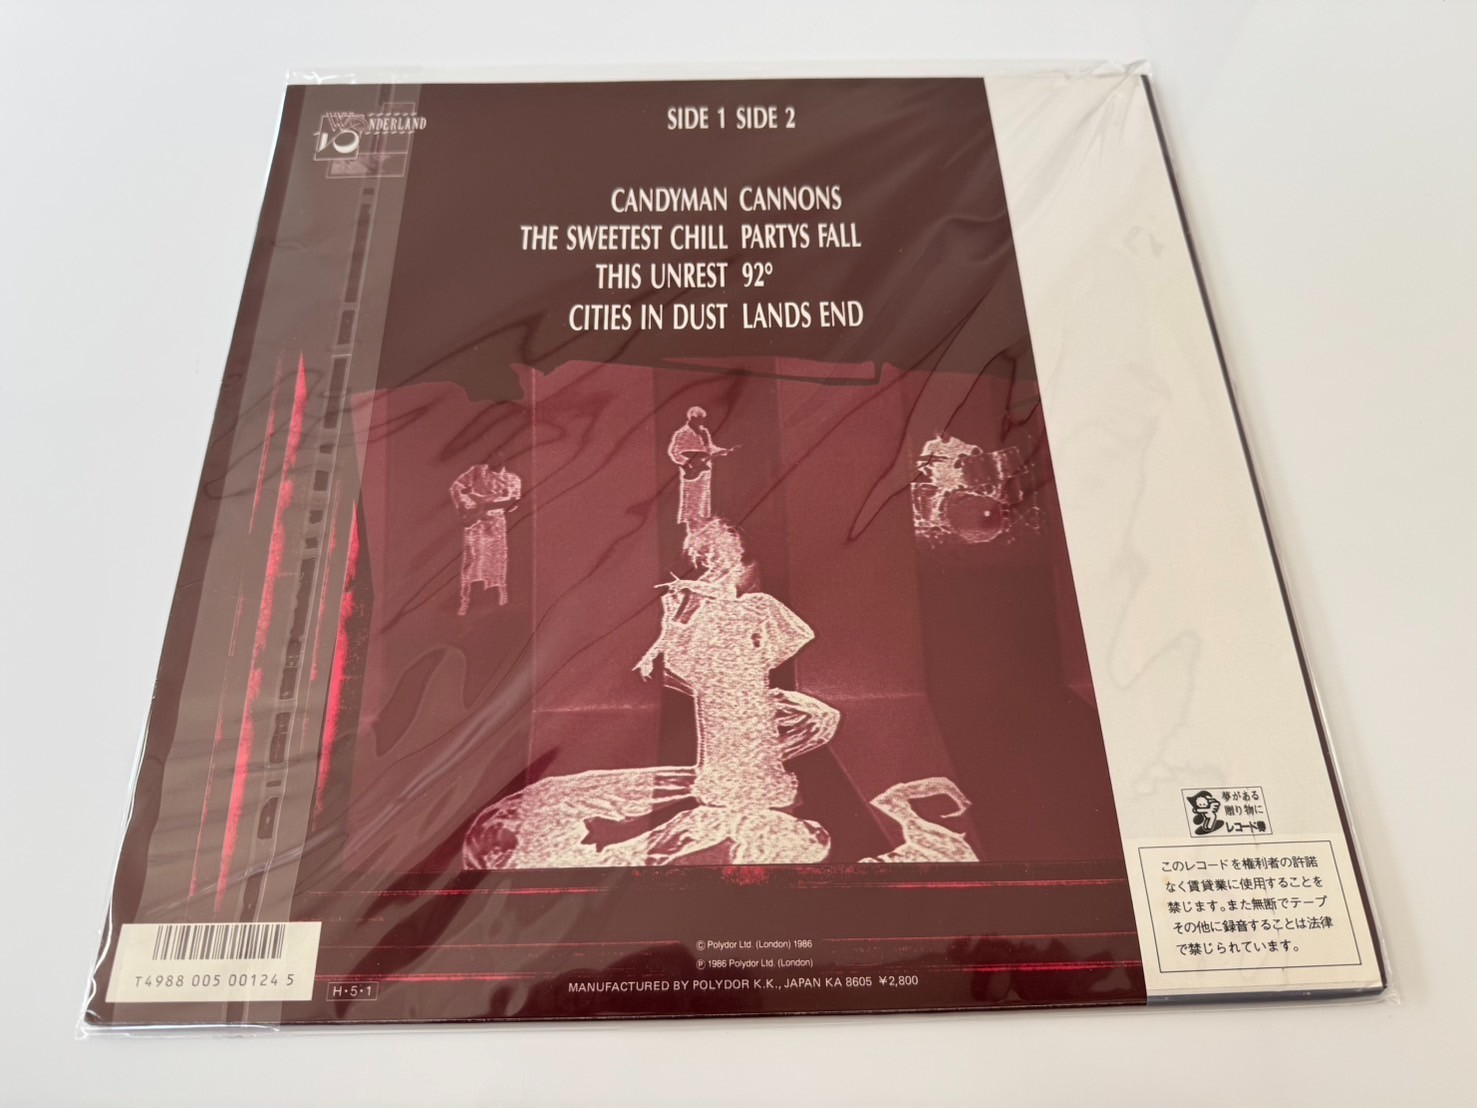 WONDERLAND
SIDE 1 SIDE 2
CANDYMAN CANNONS
THE SWEETEST CHILL PARTYS FALL
THIS UNREST 92°
CITIES IN DUST LANDS END
夢がある
贈り物に
レコード券
このレコードを権利者の許諾
なく賃貸業に使用することを
禁じます。また無断でテープ
その他に録音することは法律
で禁じられています。
© Polydor Ltd. (London) 1986
℗ 1986 Polydor Ltd. (London)
MANUFACTURED BY POLYDOR K.K., JAPAN KA 8605 ¥2,800
T4988 005 00124 5
H・5・1